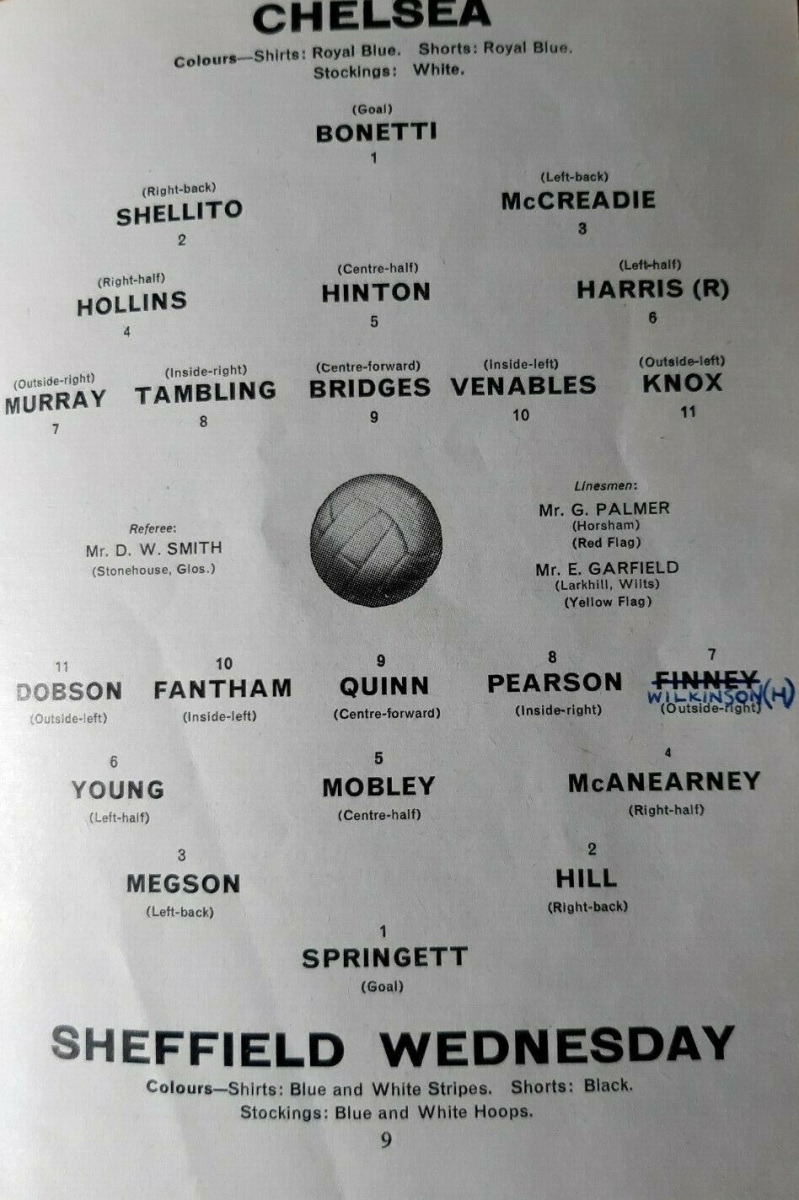 CHELSEA
Colours—Shirts: Royal Blue. Shorts: Royal Blue.
Stockings: White.
(Goal)
BONETTI
1
(Right-back)
SHELLITO
2
(Left-back)
McCREADIE
3
(Right-half)
HOLLINS
4
(Centre-half)
HINTON
5
(Left-half)
HARRIS (R)
6
(Outside-right)
MURRAY
7
(Inside-right)
TAMBLING
8
(Centre-forward)
BRIDGES
9
(Inside-left)
VENABLES
10
(Outside-left)
KNOX
11
Referee:
Mr. D. W. SMITH
(Stonehouse, Glos.)
Linesmen:
Mr. G. PALMER
(Horsham)
(Red Flag)
Mr. E. GARFIELD
(Larkhill, Wilts)
(Yellow Flag)
11
DOBSON
(Outside-left)
10
FANTHAM
(Inside-left)
9
QUINN
(Centre-forward)
8
PEARSON
(Inside-right)
7
FINNEY
WILKINSON (H)
(Outside-right)
6
YOUNG
(Left-half)
5
MOBLEY
(Centre-half)
4
McANEARNEY
(Right-half)
3
MEGSON
(Left-back)
2
HILL
(Right-back)
1
SPRINGETT
(Goal)
SHEFFIELD WEDNESDAY
Colours—Shirts: Blue and White Stripes. Shorts: Black.
Stockings: Blue and White Hoops.
9